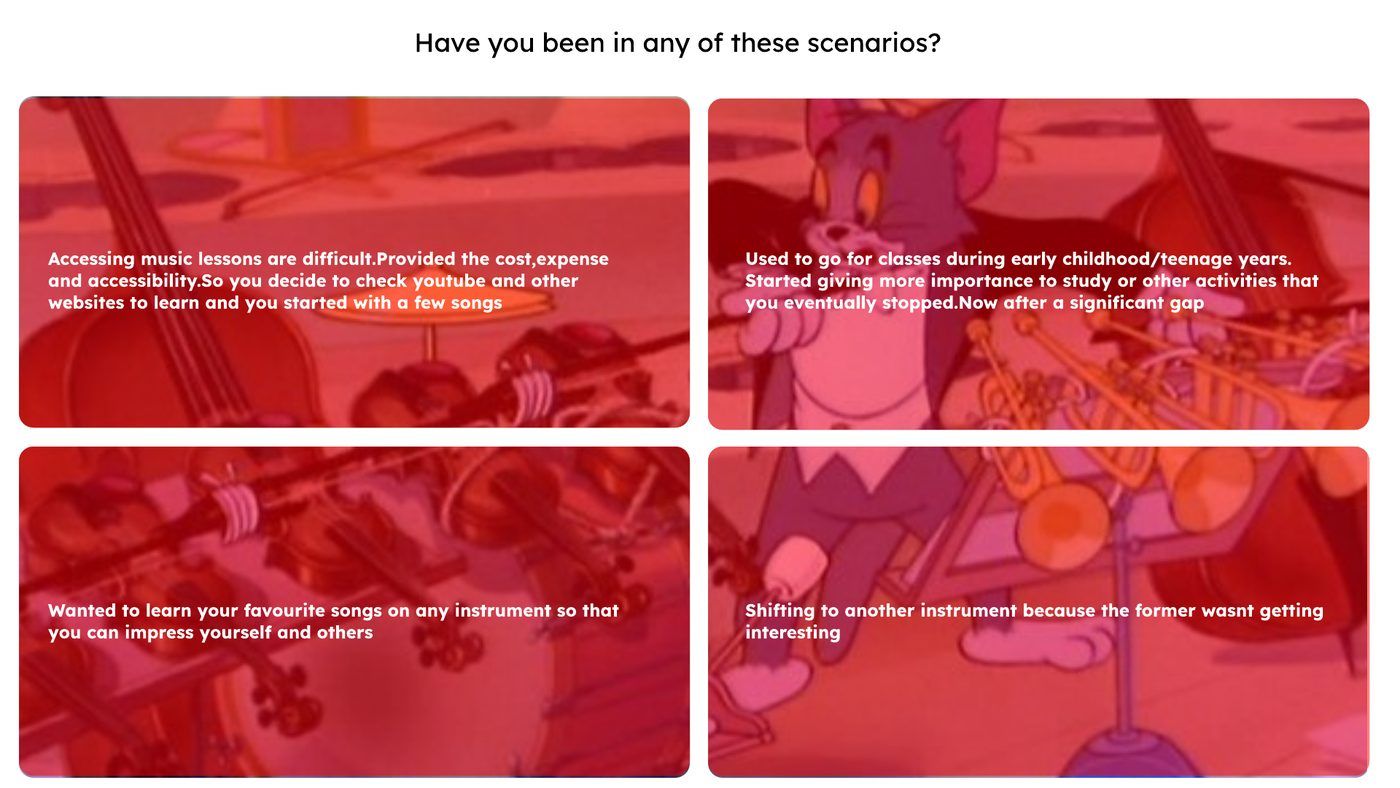 Have you been in any of these scenarios?
Accessing music lessons are difficult.Provided the cost,expense
and accessibility.So you decide to check youtube and other
websites to learn and you started with a few songs
Used to go for classes during early childhood/teenage years.
Started giving more importance to study or other activities that
you eventually stopped.Now after a significant gap
Wanted to learn your favourite songs on any instrument so that
you can impress yourself and others
Shifting to another instrument because the former wasnt getting
interesting